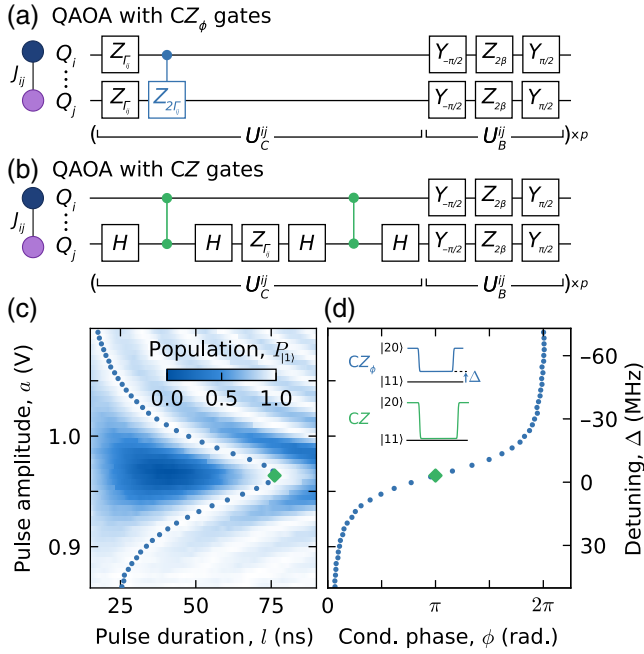 (a) QAOA with CZ_ϕ gates
J_ij Q_i Z_Γij Y_−π/2 Z_2β Y_π/2
Q_j Z_Γij Z_2Γij Y_−π/2 Z_2β Y_π/2
( U_C^ij U_B^ij )×p
(b) QAOA with CZ gates
J_ij Q_i Y_−π/2 Z_2β Y_π/2
Q_j H H Z_Γij H H Y_−π/2 Z_2β Y_π/2
( U_C^ij U_B^ij )×p
(c)
Population, P_|1⟩
0.0 0.5 1.0
Pulse amplitude, a (V)
1.0
0.9
25 50 75
Pulse duration, l (ns)
(d)
CZ_ϕ |20⟩ |11⟩ Δ
CZ |20⟩ |11⟩
−60
−30
0
30
Detuning, Δ (MHz)
0 π 2π
Cond. phase, ϕ (rad.)